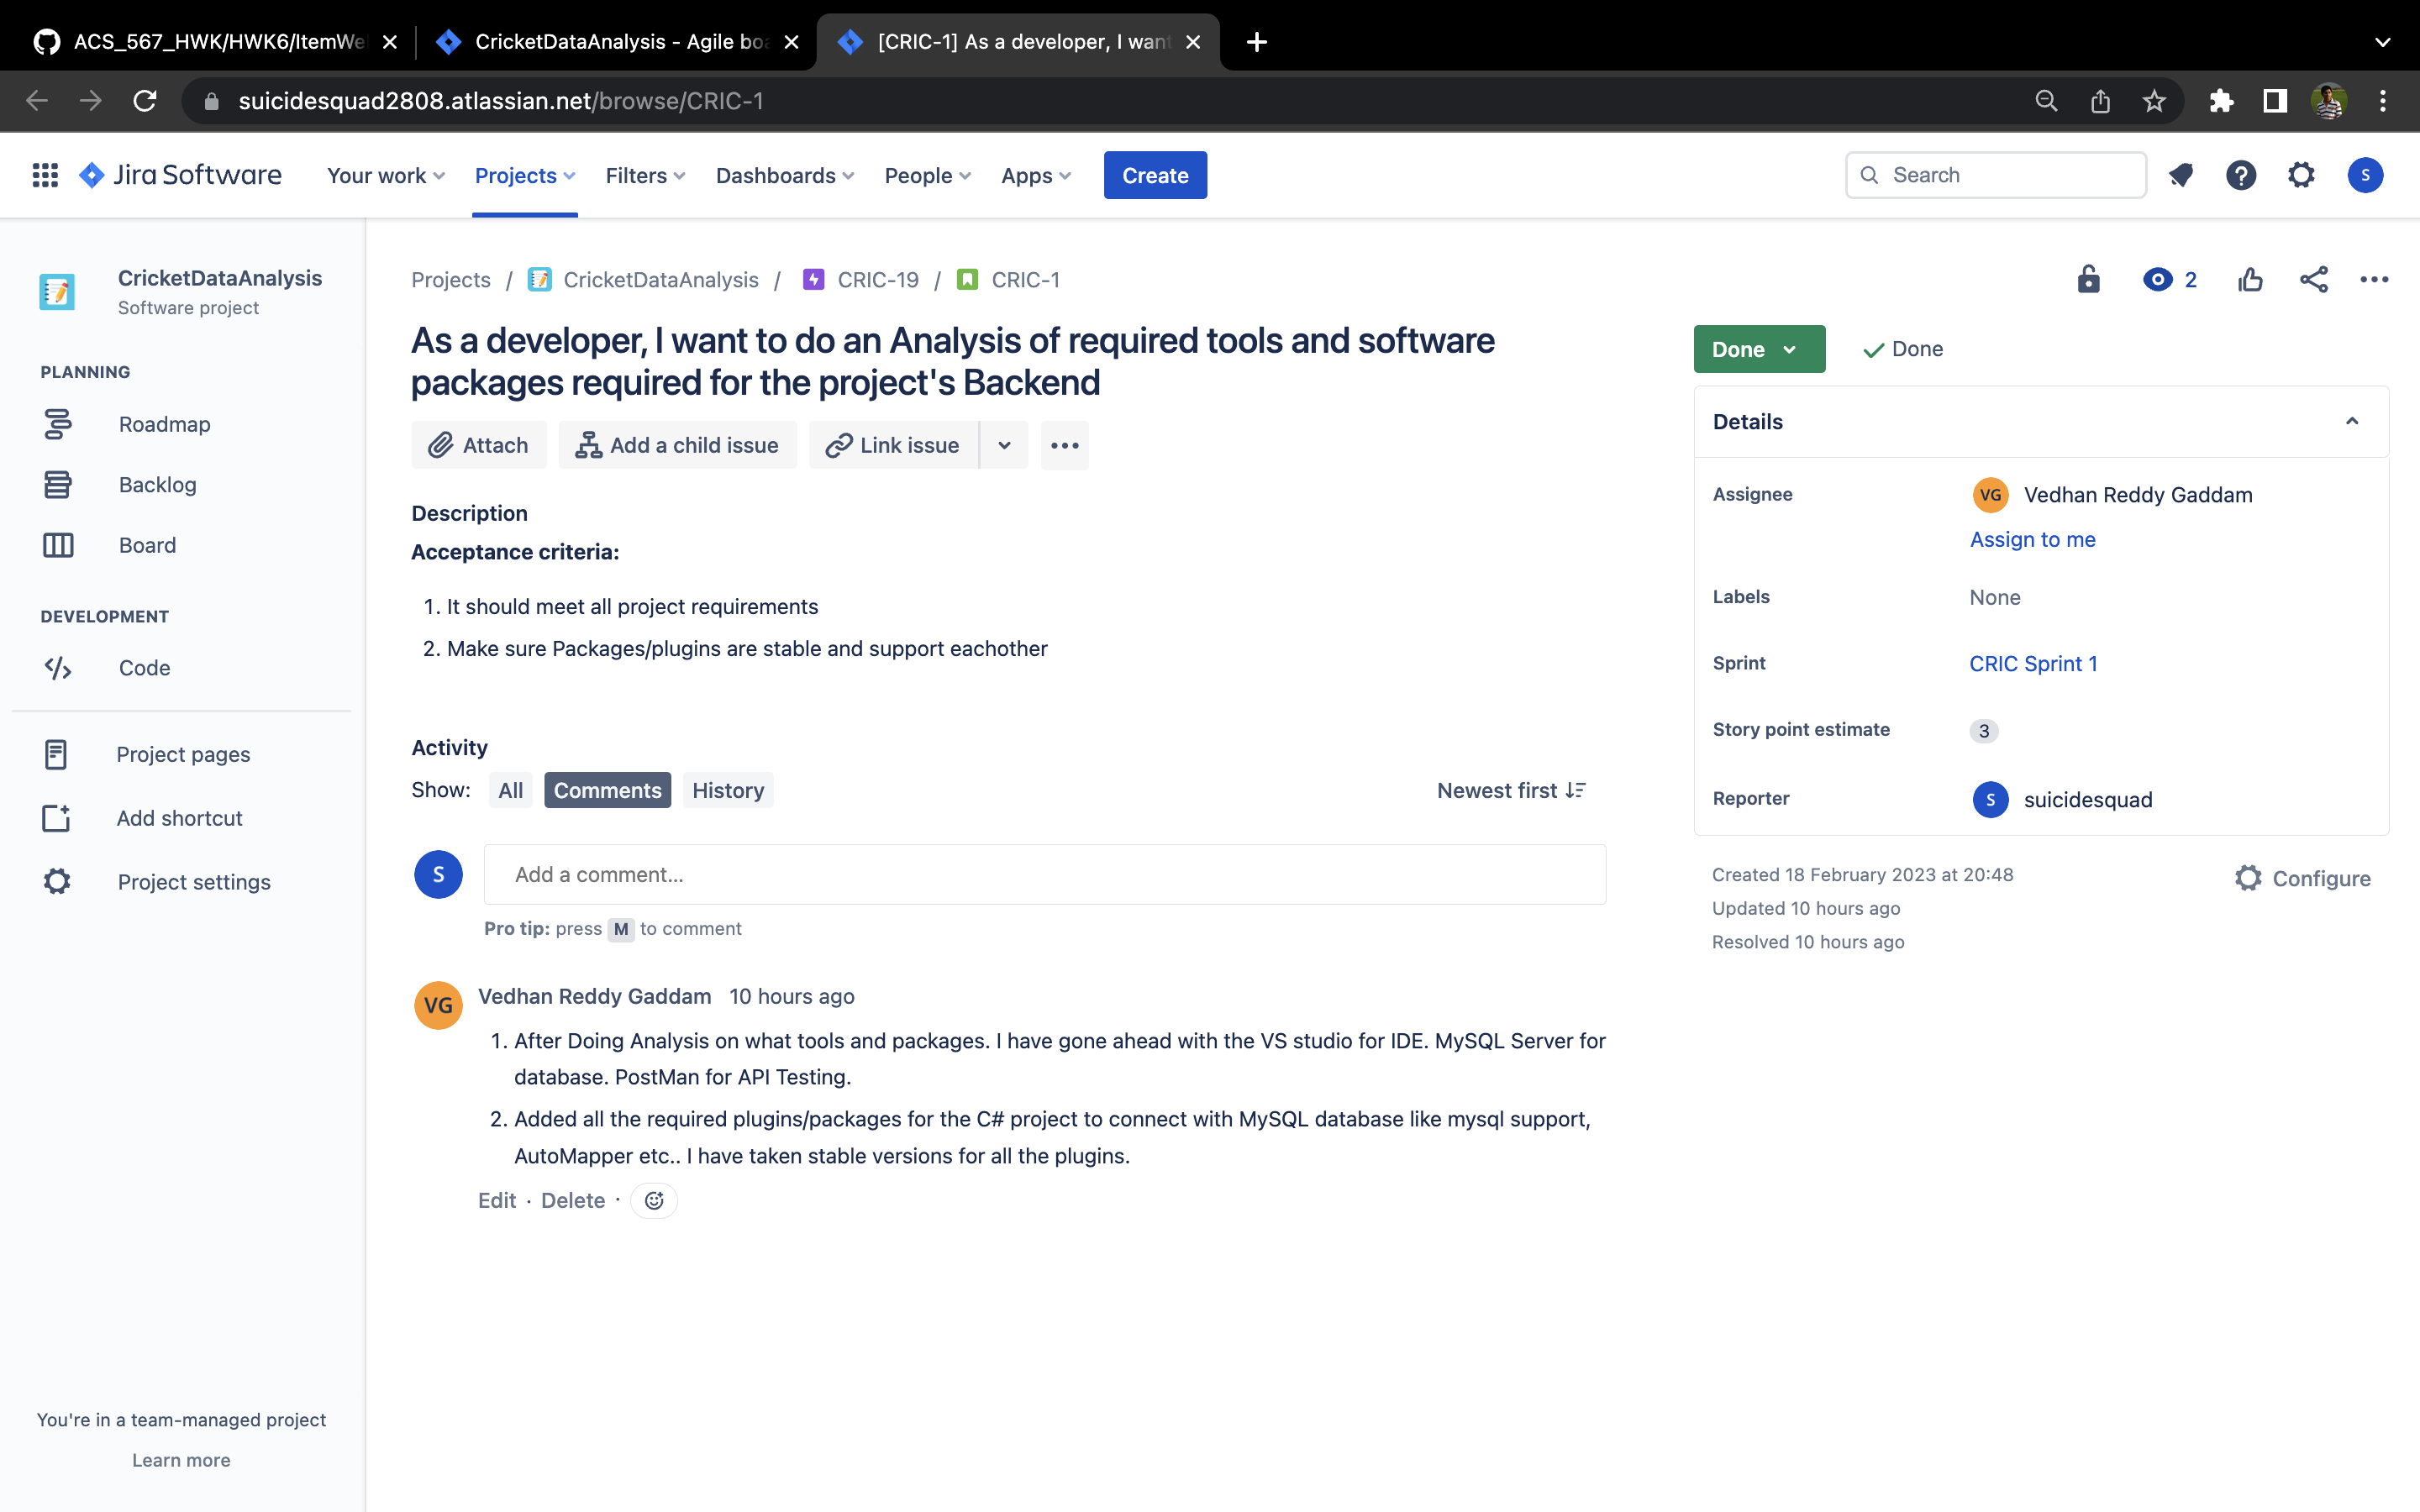 ACS_567_HWK/HWK6/ItemWe
CricketDataAnalysis - Agile boa
[CRIC-1] As a developer, I want
suicidesquad2808.atlassian.net/browse/CRIC-1
Jira Software
Your work
Projects
Filters
Dashboards
People
Apps
Create
Search
S
CricketDataAnalysis
Software project
PLANNING
Roadmap
Backlog
Board
DEVELOPMENT
Code
Project pages
Add shortcut
Project settings
You're in a team-managed project
Learn more
Projects / CricketDataAnalysis / CRIC-19 / CRIC-1
2
As a developer, I want to do an Analysis of required tools and software
packages required for the project's Backend
Attach
Add a child issue
Link issue
Description
Acceptance criteria:
1. It should meet all project requirements
2. Make sure Packages/plugins are stable and support eachother
Activity
Show:
All
Comments
History
Newest first
S
Add a comment...
Pro tip: press M to comment
VG
Vedhan Reddy Gaddam 10 hours ago
1. After Doing Analysis on what tools and packages. I have gone ahead with the VS studio for IDE. MySQL Server for
database. PostMan for API Testing.
2. Added all the required plugins/packages for the C# project to connect with MySQL database like mysql support,
AutoMapper etc.. I have taken stable versions for all the plugins.
Edit · Delete ·
Done
Done
Details
Assignee
VG
Vedhan Reddy Gaddam
Assign to me
Labels
None
Sprint
CRIC Sprint 1
Story point estimate
3
Reporter
S
suicidesquad
Created 18 February 2023 at 20:48
Updated 10 hours ago
Resolved 10 hours ago
Configure